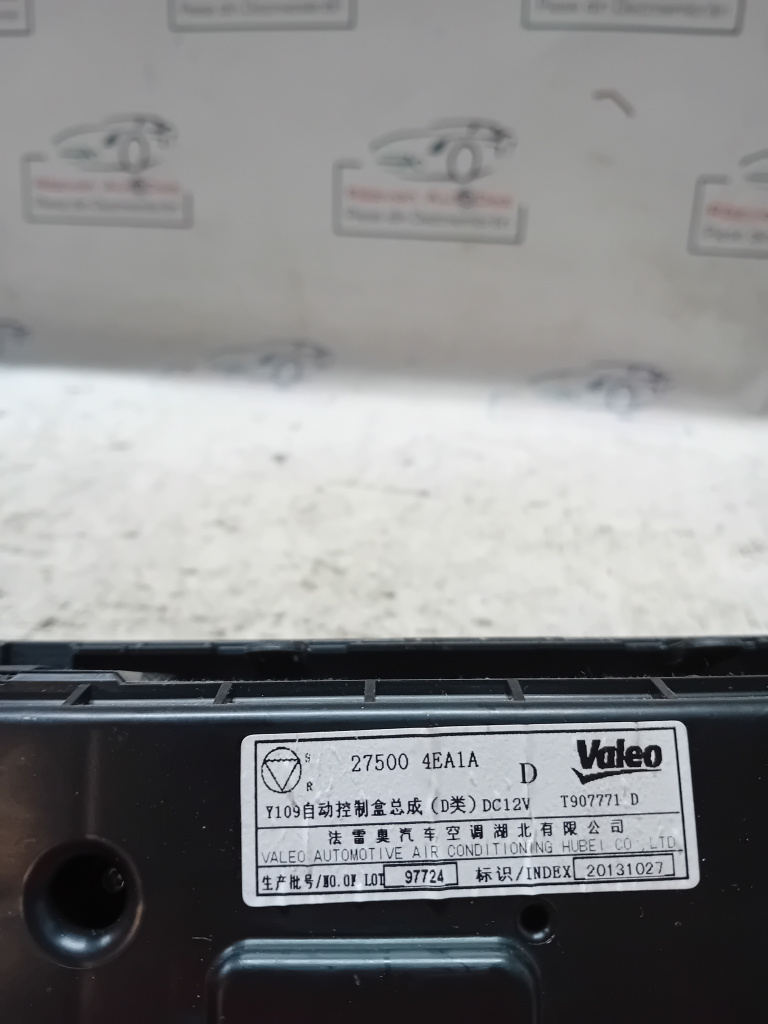 27500 4EA1A D Valeo
S
R
Y109自动控制盒总成(D类)DC12V T907771 D
法雷奥汽车空调湖北有限公司
VALEO AUTOMOTIVE AIR CONDITIONING HUBEI CO.,LTD.
生产批号/NO.OF LOT 97724 标识/INDEX 20131027